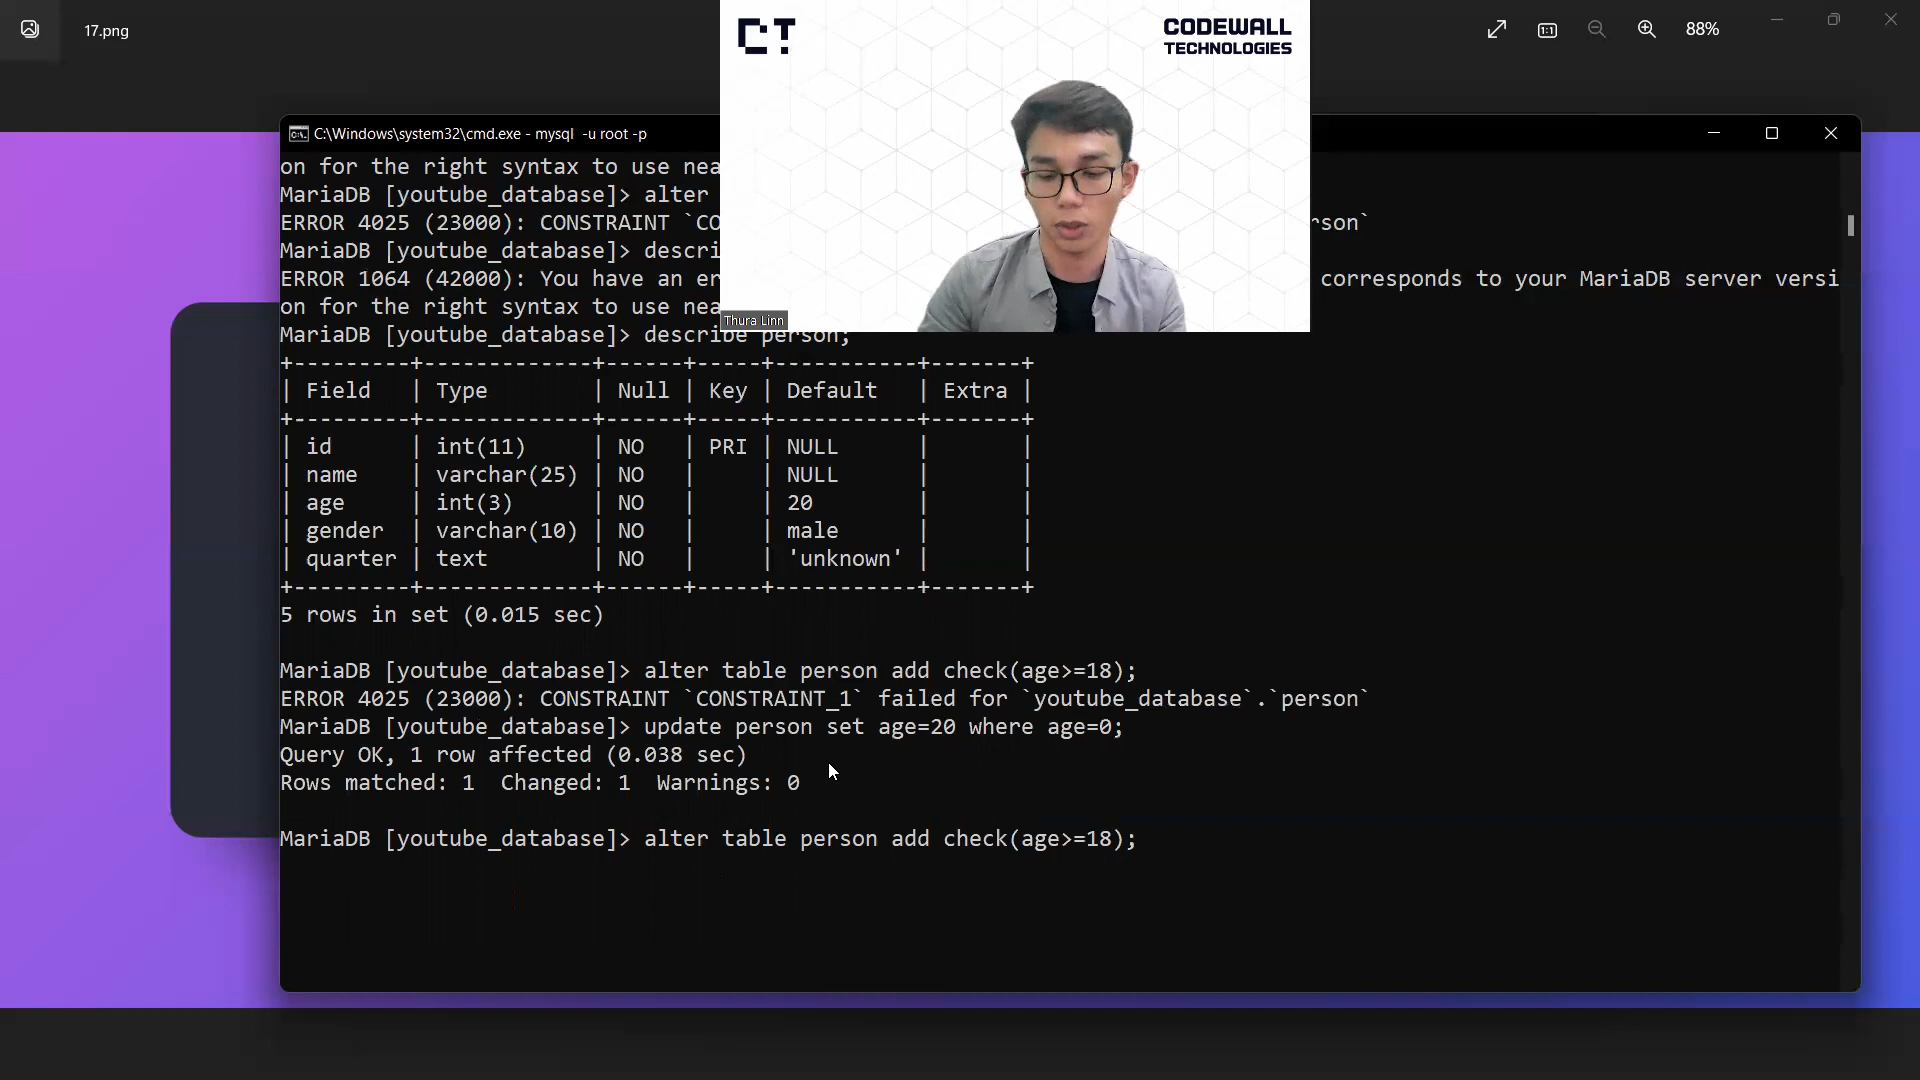 17.png
88%
CT
CODEWALL
TECHNOLOGIES
Thura Linn
C:\Windows\system32\cmd.exe - mysql  -u root -p
on for the right syntax to use nea
MariaDB [youtube_database]> alter
ERROR 4025 (23000): CONSTRAINT `CO rson`
MariaDB [youtube_database]> descri
ERROR 1064 (42000): You have an er corresponds to your MariaDB server versi
on for the right syntax to use nea
MariaDB [youtube_database]> describe person;
+---------+-------------+------+-----+-----------+-------+
| Field   | Type        | Null | Key | Default   | Extra |
+---------+-------------+------+-----+-----------+-------+
| id      | int(11)     | NO   | PRI | NULL      |       |
| name    | varchar(25) | NO   |     | NULL      |       |
| age     | int(3)      | NO   |     | 20        |       |
| gender  | varchar(10) | NO   |     | male      |       |
| quarter | text        | NO   |     | 'unknown' |       |
+---------+-------------+------+-----+-----------+-------+
5 rows in set (0.015 sec)
MariaDB [youtube_database]> alter table person add check(age>=18);
ERROR 4025 (23000): CONSTRAINT `CONSTRAINT_1` failed for `youtube_database`.`person`
MariaDB [youtube_database]> update person set age=20 where age=0;
Query OK, 1 row affected (0.038 sec)
Rows matched: 1  Changed: 1  Warnings: 0
MariaDB [youtube_database]> alter table person add check(age>=18);